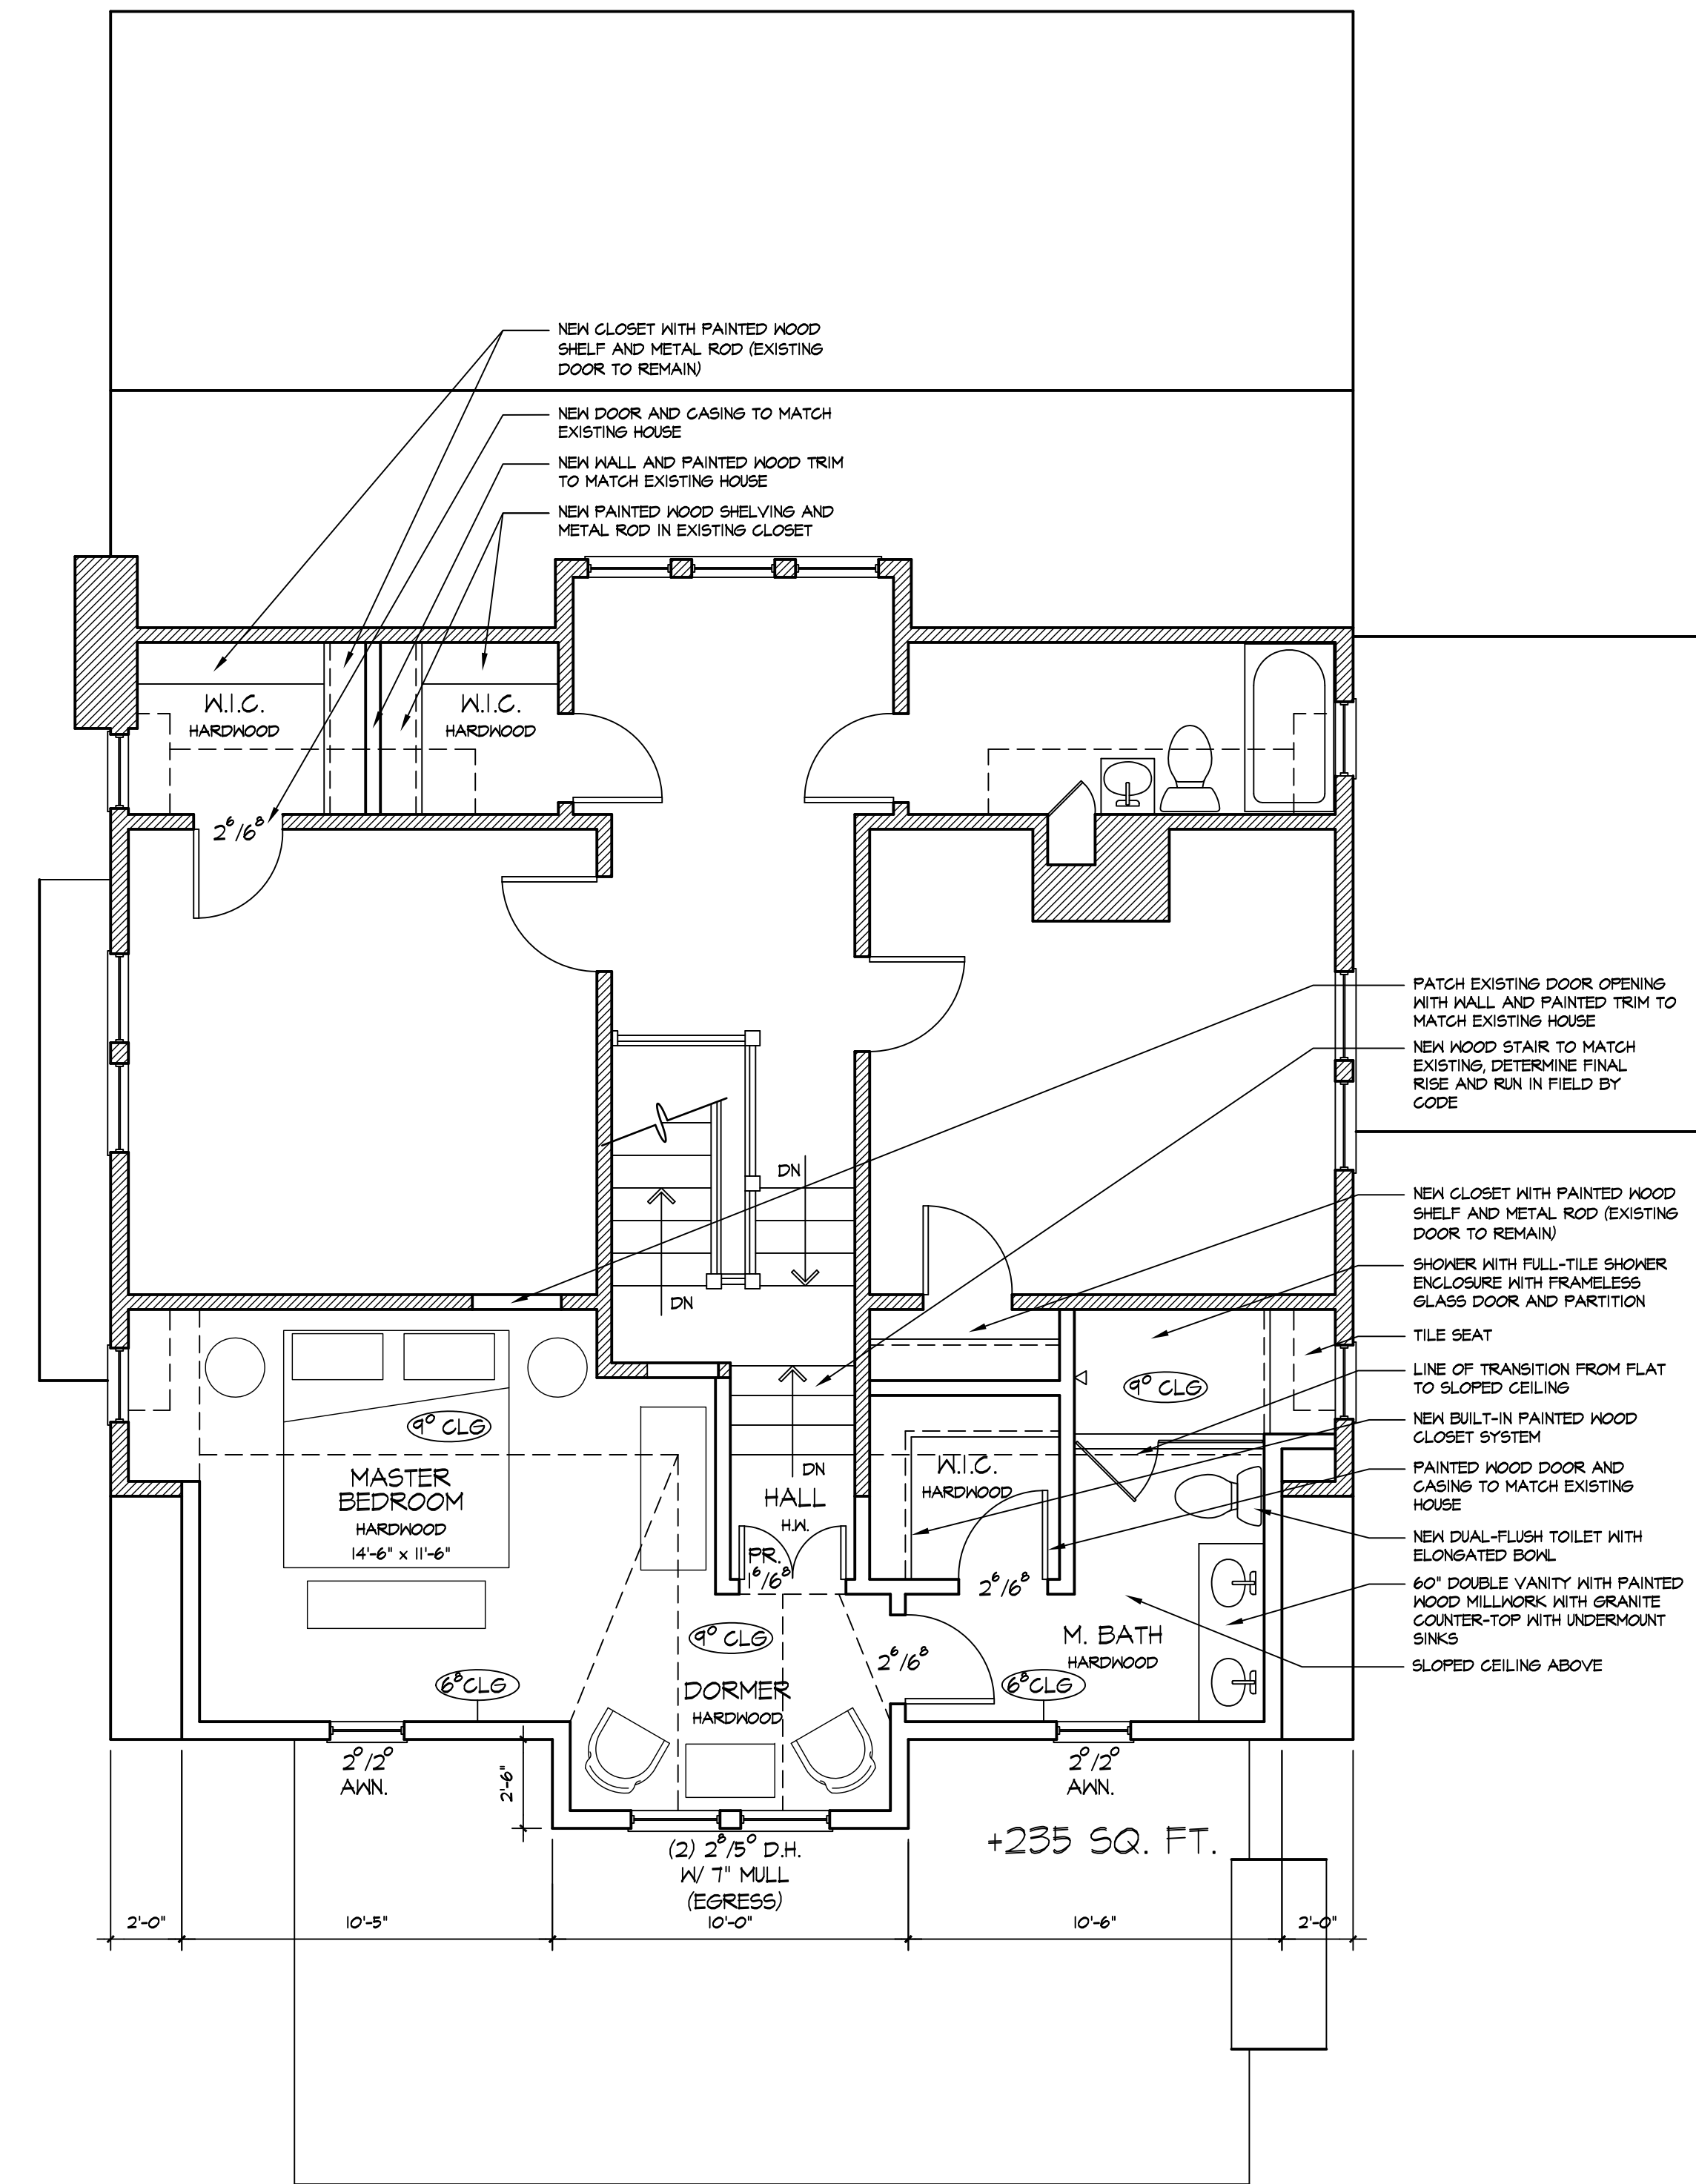 NEW CLOSET WITH PAINTED WOOD
SHELF AND METAL ROD (EXISTING
DOOR TO REMAIN)
NEW DOOR AND CASING TO MATCH
EXISTING HOUSE
NEW WALL AND PAINTED WOOD TRIM
TO MATCH EXISTING HOUSE
NEW PAINTED WOOD SHELVING AND
METAL ROD IN EXISTING CLOSET
W.I.C.
HARDWOOD
W.I.C.
HARDWOOD
2⁶/6⁸
PATCH EXISTING DOOR OPENING
WITH WALL AND PAINTED TRIM TO
MATCH EXISTING HOUSE
NEW WOOD STAIR TO MATCH
EXISTING, DETERMINE FINAL
RISE AND RUN IN FIELD BY
CODE
DN
DN
NEW CLOSET WITH PAINTED WOOD
SHELF AND METAL ROD (EXISTING
DOOR TO REMAIN)
SHOWER WITH FULL-TILE SHOWER
ENCLOSURE WITH FRAMELESS
GLASS DOOR AND PARTITION
TILE SEAT
LINE OF TRANSITION FROM FLAT
TO SLOPED CEILING
NEW BUILT-IN PAINTED WOOD
CLOSET SYSTEM
PAINTED WOOD DOOR AND
CASING TO MATCH EXISTING
HOUSE
NEW DUAL-FLUSH TOILET WITH
ELONGATED BOWL
60" DOUBLE VANITY WITH PAINTED
WOOD MILLWORK WITH GRANITE
COUNTER-TOP WITH UNDERMOUNT
SINKS
SLOPED CEILING ABOVE
9⁰ CLG
9⁰ CLG
MASTER
BEDROOM
HARDWOOD
14'-6" x 11'-6"
DN
HALL
H.W.
PR.
1⁶/6⁸
W.I.C.
HARDWOOD
2⁶/6⁸
9⁰ CLG
2⁶/6⁸
M. BATH
HARDWOOD
6⁸ CLG
DORMER
HARDWOOD
6⁸ CLG
2⁰/2⁰
AWN.
2'-6"
2⁰/2⁰
AWN.
(2) 2⁸/5⁰ D.H.
W/ 7" MULL
(EGRESS)
+235 SQ. FT.
2'-0"
10'-5"
10'-0"
10'-6"
2'-0"